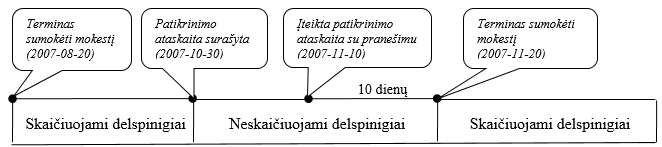 Terminas
sumokėti mokestį
(2007-08-20)
Patikrinimo
ataskaita surašyta
(2007-10-30)
Įteikta patikrinimo
ataskaita su pranešimu
(2007-11-10)
Terminas sumokėti
mokestį
(2007-11-20)
10 dienų
Skaičiuojami delspinigiai
Neskaičiuojami delspinigiai
Skaičiuojami delspinigiai